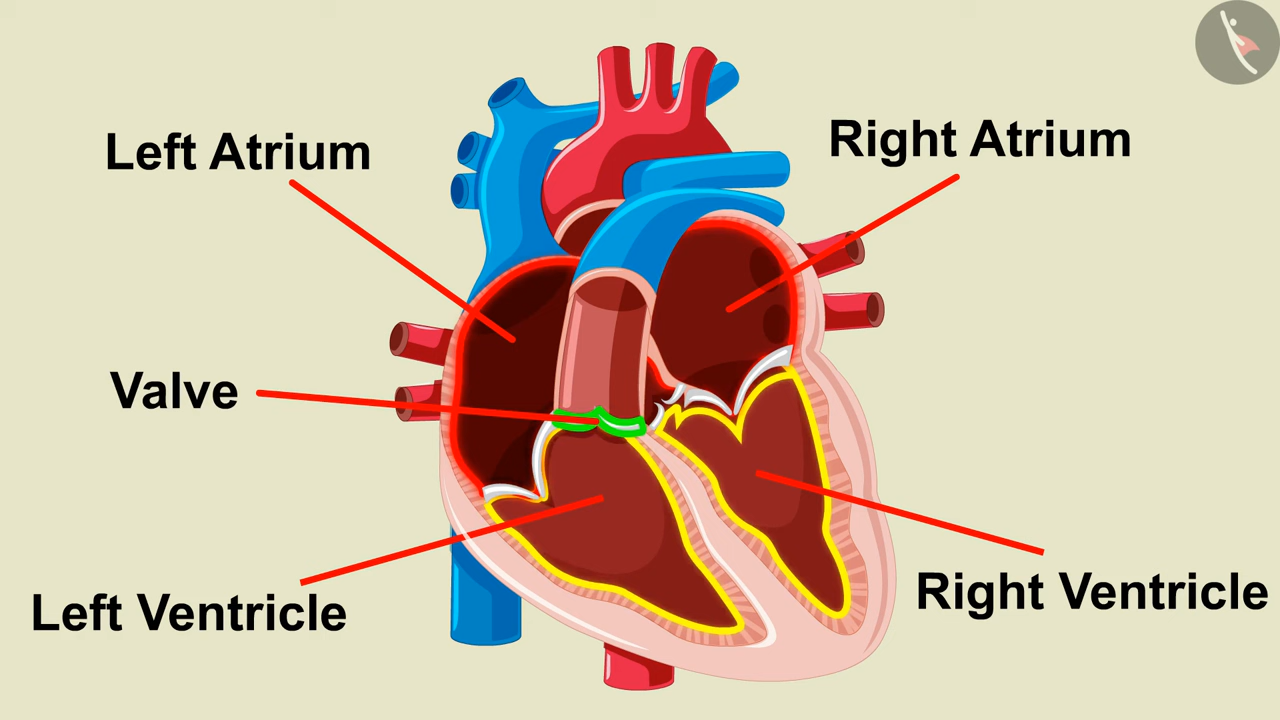 Left Atrium
Right Atrium
Valve
Left Ventricle
Right Ventricle